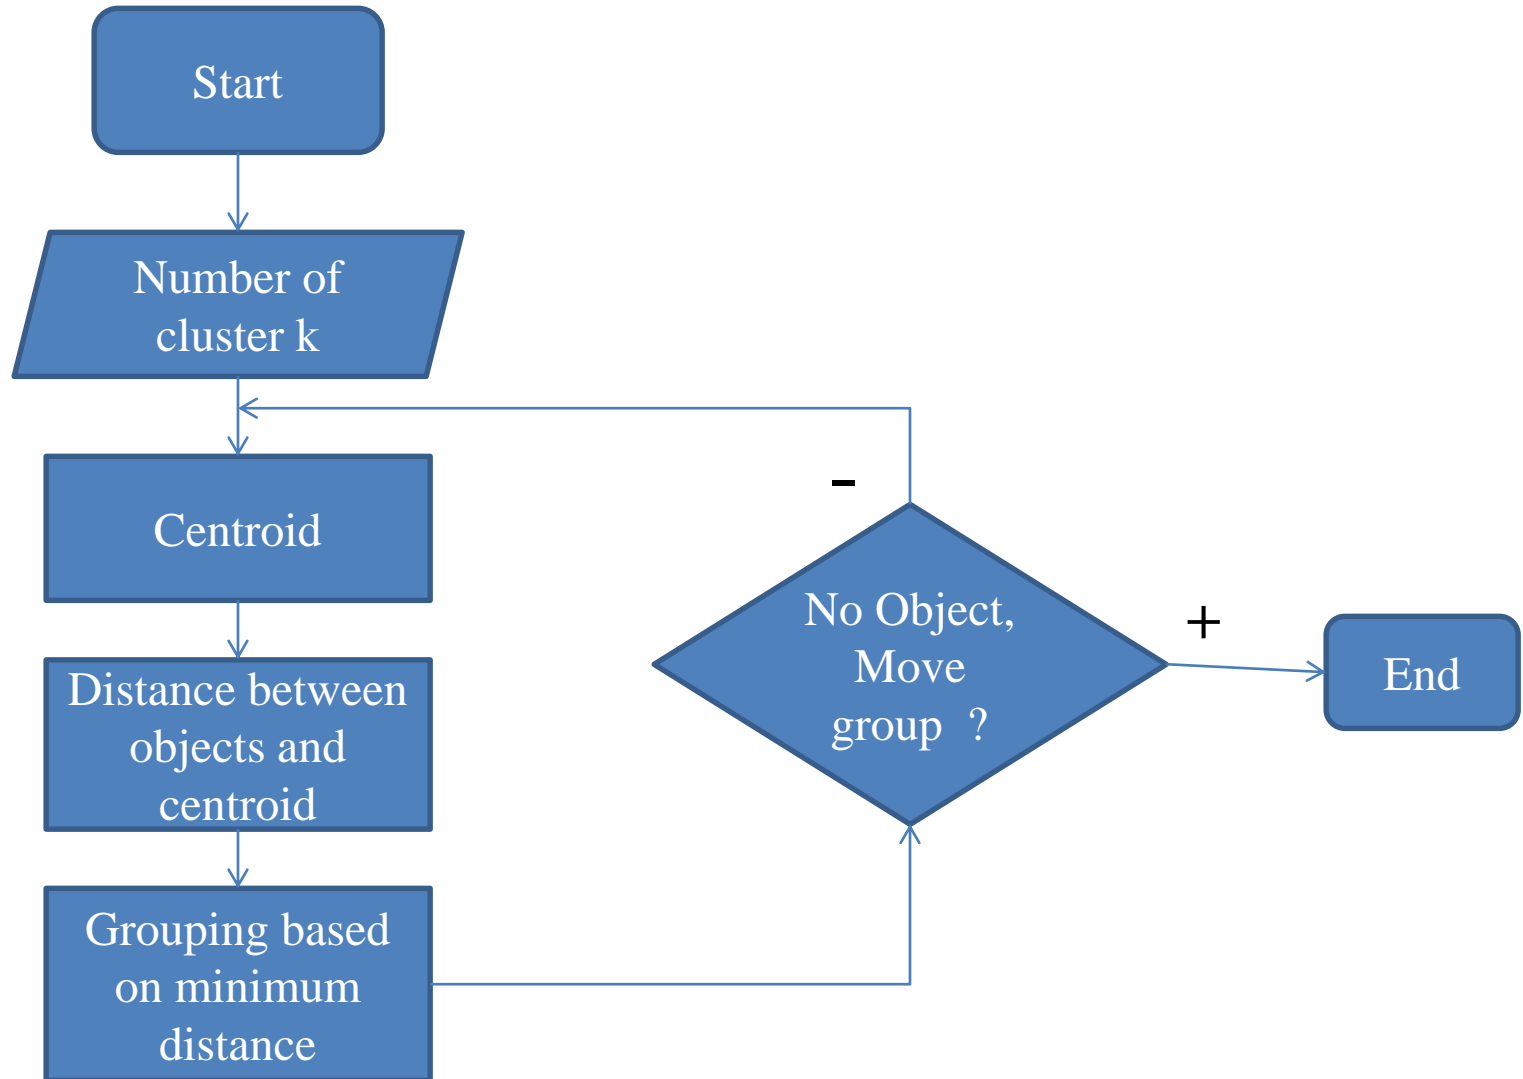 Start
Number of
cluster k
Centroid
Distance between
objects and
centroid
Grouping based
on minimum
distance
-
No Object,
Move
group ?
+
End